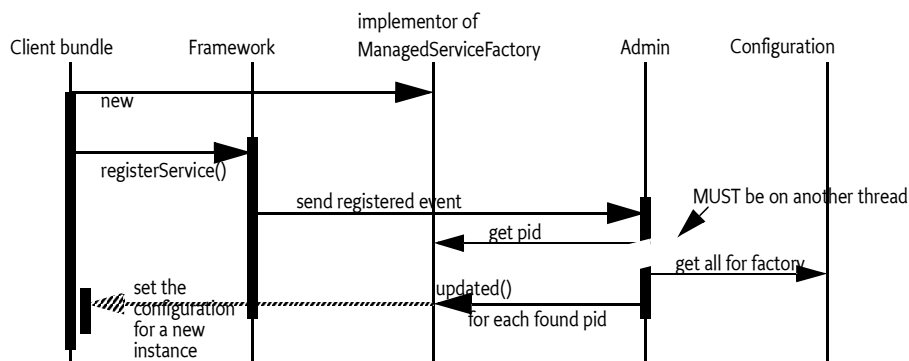 implementor of
Client bundle
Framework
ManagedServiceFactory
Admin
Configuration
new
registerService()
MUST be on another thread
send registered event
get pid
get all for factory
set the
configuration
for a new
instance
updated()
for each found pid